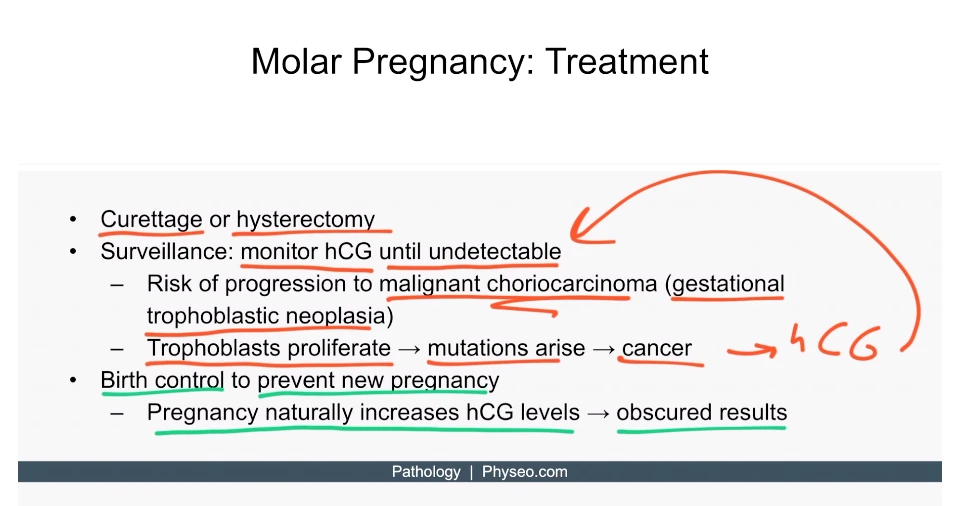 Molar Pregnancy: Treatment
• Curettage or hysterectomy
• Surveillance: monitor hCG until undetectable
– Risk of progression to malignant choriocarcinoma (gestational
trophoblastic neoplasia)
– Trophoblasts proliferate → mutations arise → cancer → hCG
• Birth control to prevent new pregnancy
– Pregnancy naturally increases hCG levels → obscured results
Pathology | Physeo.com